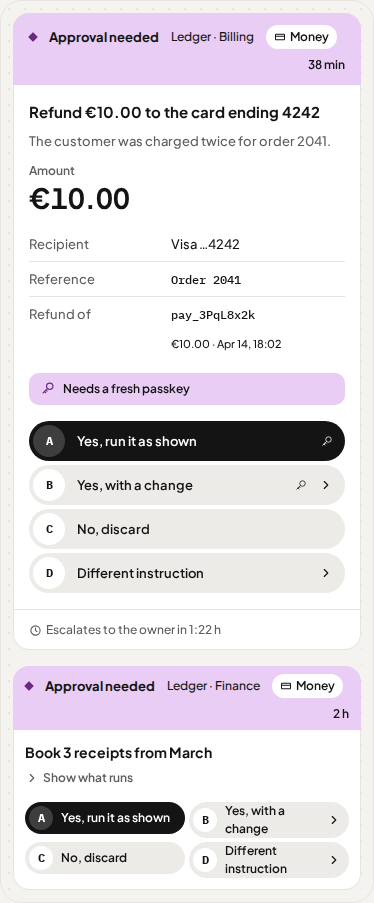 Approval needed Ledger · Billing Money
38 min
Refund €10.00 to the card ending 4242
The customer was charged twice for order 2041.
Amount
€10.00
Recipient Visa …4242
Reference Order 2041
Refund of pay_3PqL8x2k
€10.00 · Apr 14, 18:02
Needs a fresh passkey
A Yes, run it as shown
B Yes, with a change
C No, discard
D Different instruction
Escalates to the owner in 1:22 h
Approval needed Ledger · Finance Money
2 h
Book 3 receipts from March
Show what runs
A Yes, run it as shown
B Yes, with a
change
C No, discard
D Different
instruction